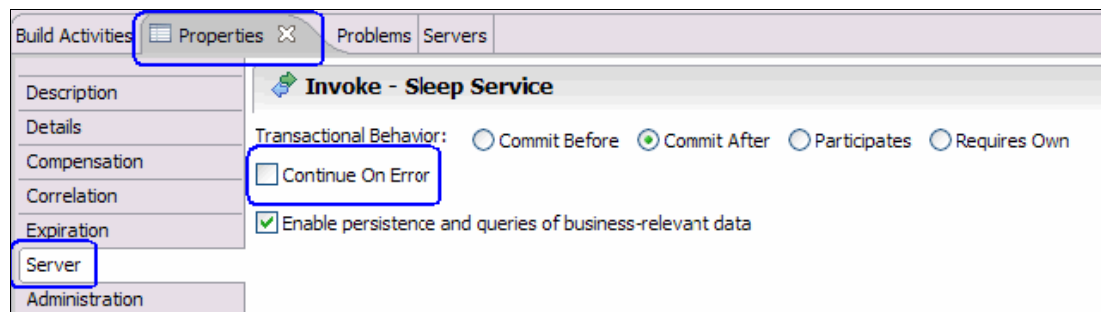 Build Activities Properties Problems Servers
Description
Details
Compensation
Correlation
Expiration
Server
Administration
Invoke - Sleep Service
Transactional Behavior: Commit Before Commit After Participates Requires Own
Continue On Error
Enable persistence and queries of business-relevant data